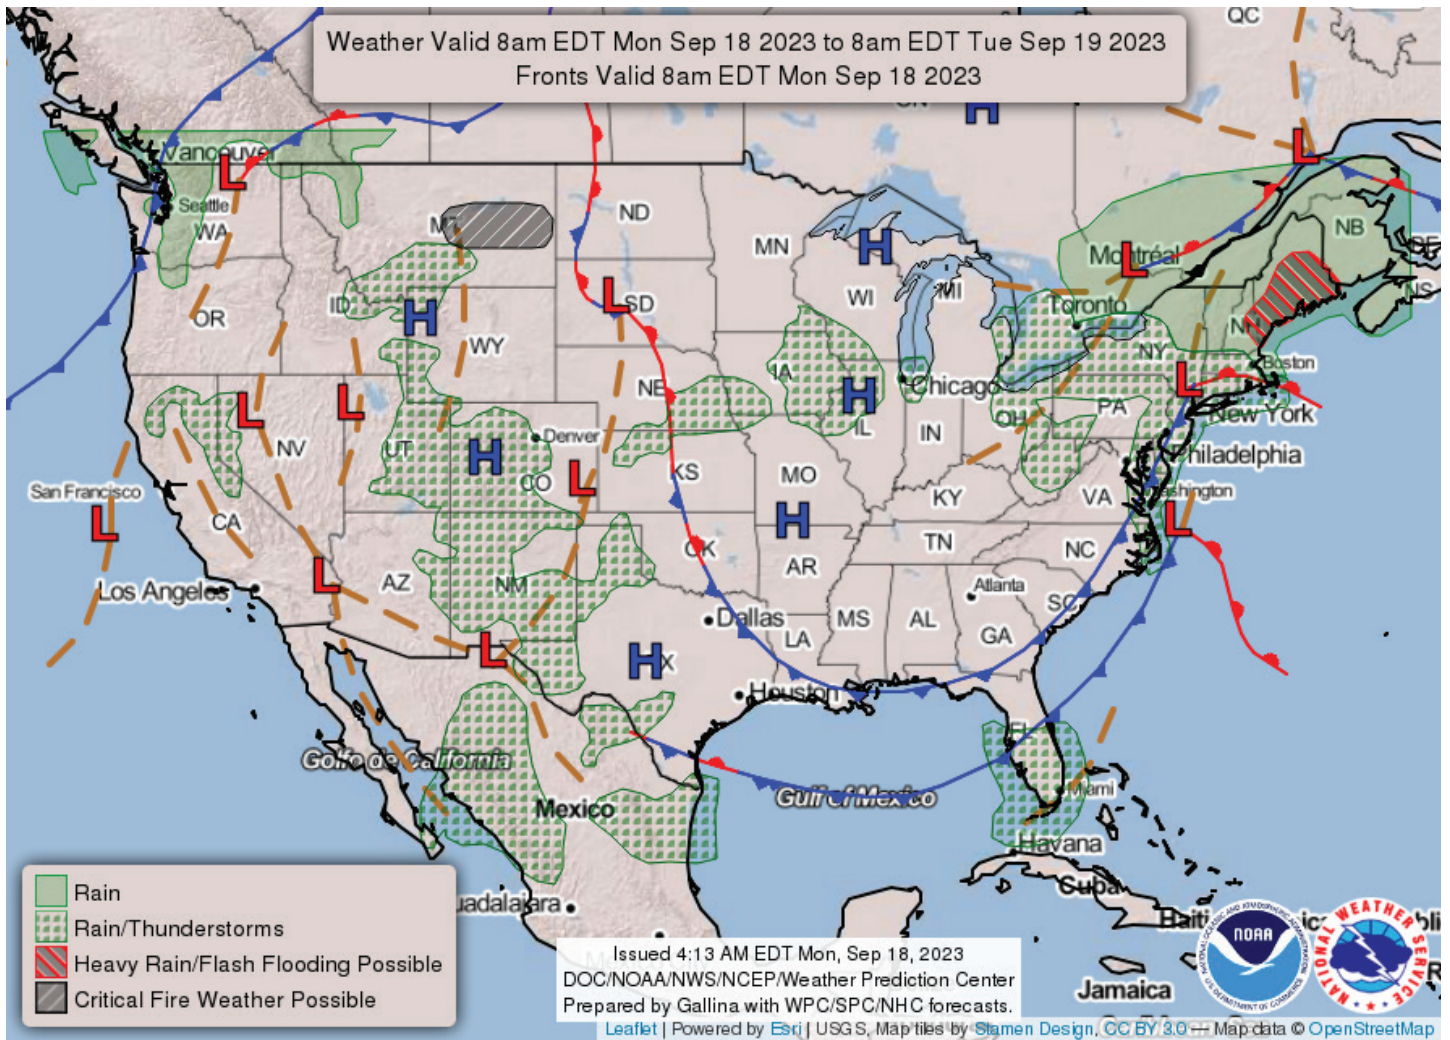 QC
Weather Valid 8am EDT Mon Sep 18 2023 to 8am EDT Tue Sep 19 2023
Fronts Valid 8am EDT Mon Sep 18 2023
H
L
Vancouver
L
Seattle
WA
ND
MN
NB
H
Montréal
L
ID
OR
H
L
SD
WI
MI
Toronto
NS
WY
NY
Boston
NE
IA
Chicago
L
L
L
H
IL
OH
PA
New York
NV
UT
Denver
H
CO
KS
MO
IN
Philadelphia
San Francisco
L
L
CA
H
KY
VA
L
OK
TN
NC
Los Angeles
L
AZ
NM
AR
Atlanta
SC
Dallas
MS
AL
GA
LA
L
H
Houston
FL
Golfo de California
Gulf of Mexico
Miami
Mexico
Havana
Cuba
Rain
Rain/Thunderstorms
Heavy Rain/Flash Flooding Possible
Critical Fire Weather Possible
Jamaica
NOAA
NATIONAL WEATHER SERVICE
Issued 4:13 AM EDT Mon, Sep 18, 2023
DOC/NOAA/NWS/NCEP/Weather Prediction Center
Prepared by Gallina with WPC/SPC/NHC forecasts.
Leaflet | Powered by Esri | USGS, Map tiles by Stamen Design, CC BY 3.0 — Map data © OpenStreetMap